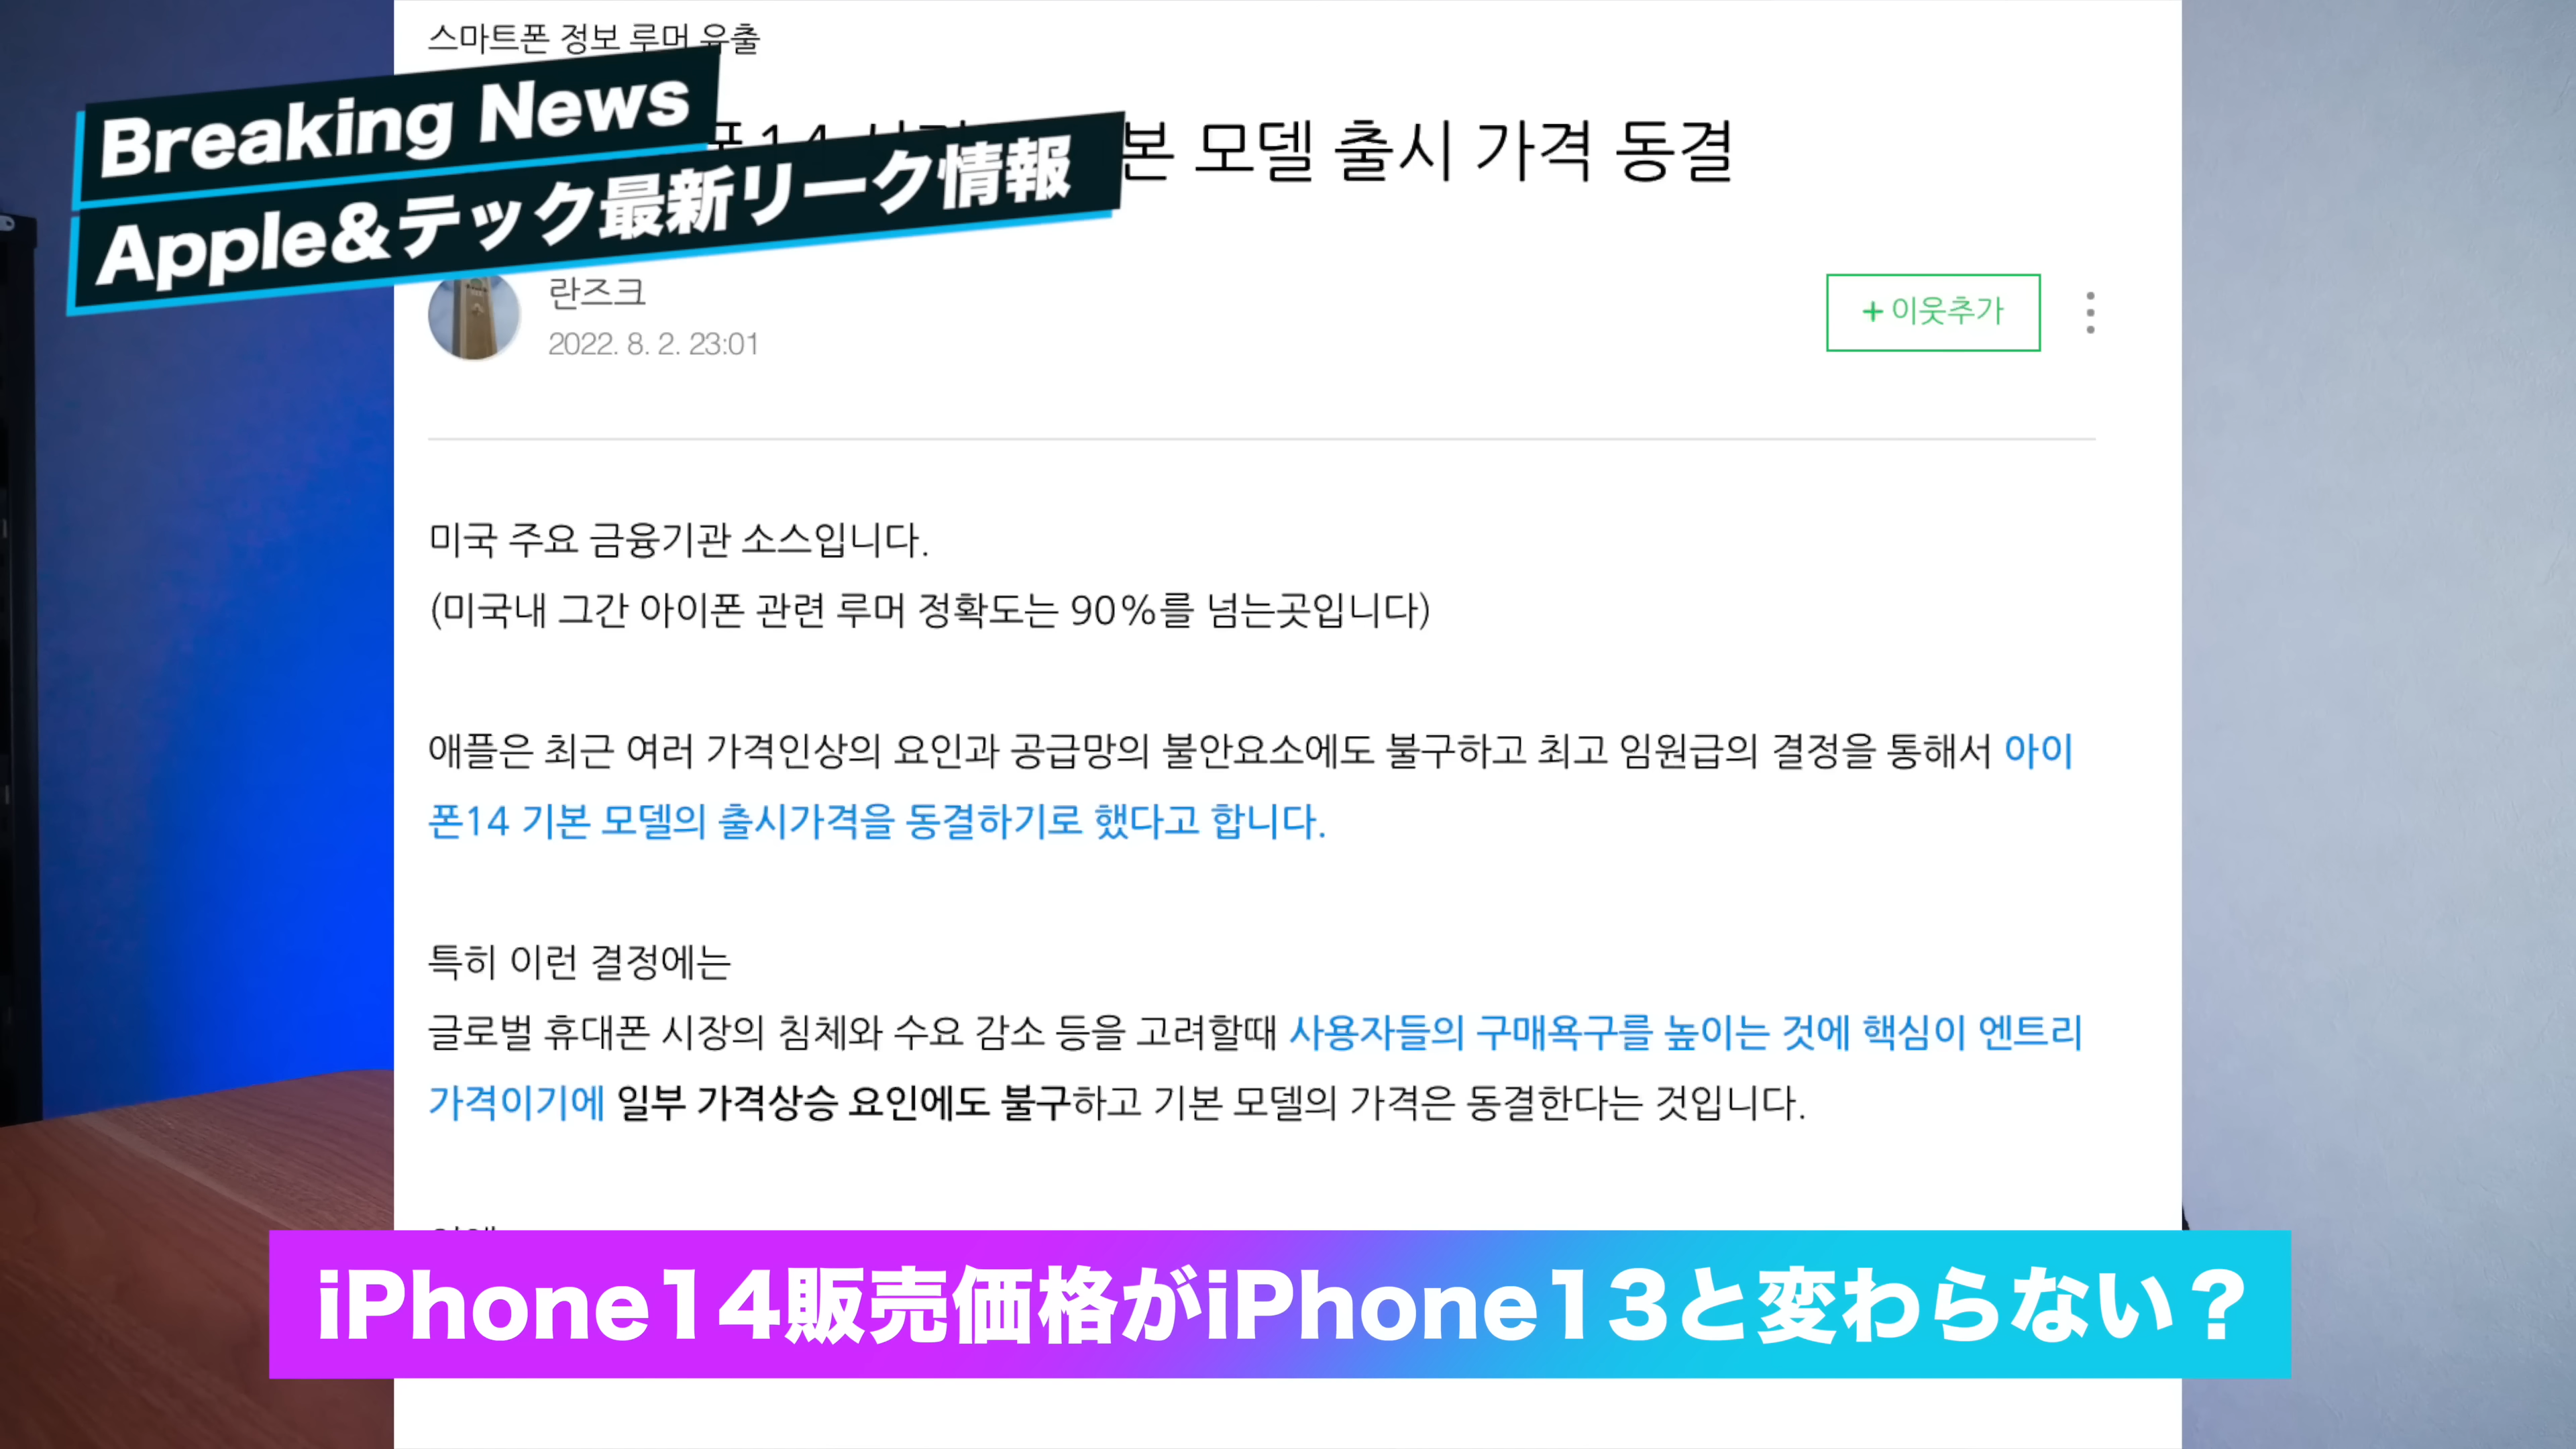 스마트폰 정보 루머 유출
Breaking News
Apple&テック最新リーク情報
본 모델 출시 가격 동결
란즈크
2022. 8. 2. 23:01
+ 이웃추가
미국 주요 금융기관 소스입니다.
(미국내 그간 아이폰 관련 루머 정확도는 90%를 넘는곳입니다)
애플은 최근 여러 가격인상의 요인과 공급망의 불안요소에도 불구하고 최고 임원급의 결정을 통해서 아이
폰14 기본 모델의 출시가격을 동결하기로 했다고 합니다.
특히 이런 결정에는
글로벌 휴대폰 시장의 침체와 수요 감소 등을 고려할때 사용자들의 구매욕구를 높이는 것에 핵심이 엔트리
가격이기에 일부 가격상승 요인에도 불구하고 기본 모델의 가격은 동결한다는 것입니다.
iPhone14販売価格がiPhone13と変わらない？